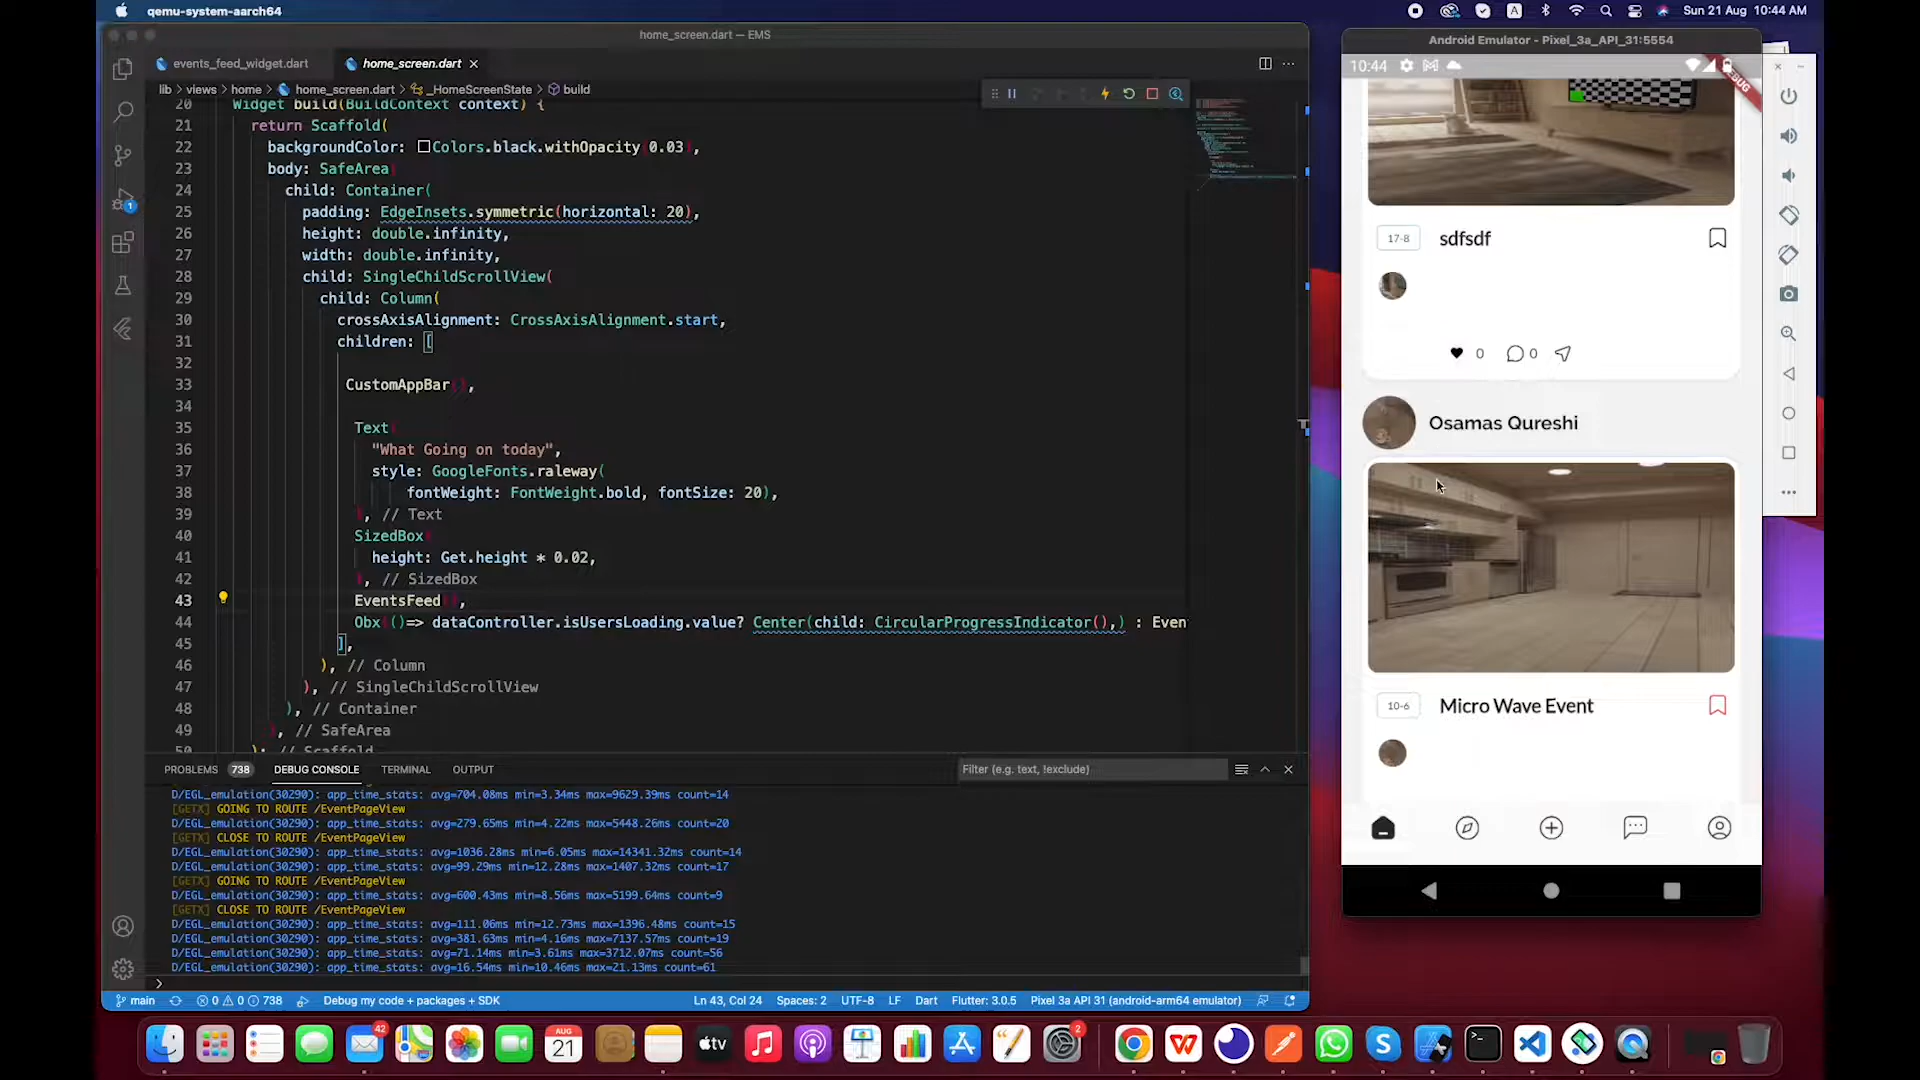 qemu-system-aarch64
A
Sun 21 Aug 10:44 AM
home_screen.dart — EMS
events_feed_widget.dart
home_screen.dart
lib › views › home › home_screen.dart › _HomeScreenState › build
20 Widget build(BuildContext context) {
21 return Scaffold(
22 backgroundColor: Colors.black.withOpacity(0.03),
23 body: SafeArea(
24 child: Container(
25 padding: EdgeInsets.symmetric(horizontal: 20),
26 height: double.infinity,
27 width: double.infinity,
28 child: SingleChildScrollView(
29 child: Column(
30 crossAxisAlignment: CrossAxisAlignment.start,
31 children: [
32
33 CustomAppBar(),
34
35 Text(
36 "What Going on today",
37 style: GoogleFonts.raleway(
38 fontWeight: FontWeight.bold, fontSize: 20),
39 ), // Text
40 SizedBox(
41 height: Get.height * 0.02,
42 ), // SizedBox
43 EventsFeed(),
44 Obx(()=> dataController.isUsersLoading.value? Center(child: CircularProgressIndicator(),) : Even
45 ],
46 ), // Column
47 ), // SingleChildScrollView
48 ), // Container
49 ), // SafeArea
50 ); // Scaffold
1
PROBLEMS 738 DEBUG CONSOLE TERMINAL OUTPUT
Filter (e.g. text, !exclude)
D/EGL_emulation(30290): app_time_stats: avg=704.08ms min=3.34ms max=9629.39ms count=14
[GETX] GOING TO ROUTE /EventPageView
D/EGL_emulation(30290): app_time_stats: avg=279.65ms min=4.22ms max=5448.26ms count=20
[GETX] CLOSE TO ROUTE /EventPageView
D/EGL_emulation(30290): app_time_stats: avg=1036.28ms min=6.05ms max=14341.32ms count=14
D/EGL_emulation(30290): app_time_stats: avg=99.29ms min=12.28ms max=1407.32ms count=17
[GETX] GOING TO ROUTE /EventPageView
D/EGL_emulation(30290): app_time_stats: avg=600.43ms min=8.56ms max=5199.64ms count=9
[GETX] CLOSE TO ROUTE /EventPageView
D/EGL_emulation(30290): app_time_stats: avg=111.06ms min=12.73ms max=1396.48ms count=15
D/EGL_emulation(30290): app_time_stats: avg=381.63ms min=4.16ms max=7137.57ms count=19
D/EGL_emulation(30290): app_time_stats: avg=71.14ms min=3.61ms max=3712.07ms count=56
D/EGL_emulation(30290): app_time_stats: avg=16.54ms min=10.46ms max=21.13ms count=61
main 0 0 738 Debug my code + packages + SDK
Ln 43, Col 24 Spaces: 2 UTF-8 LF Dart Flutter: 3.0.5 Pixel 3a API 31 (android-arm64 emulator)
Android Emulator - Pixel_3a_API_31:5554
10:44
DEBUG
17-8 sdfsdf
0 0
Osamas Qureshi
10-6 Micro Wave Event
42
AUG
21
tv
2